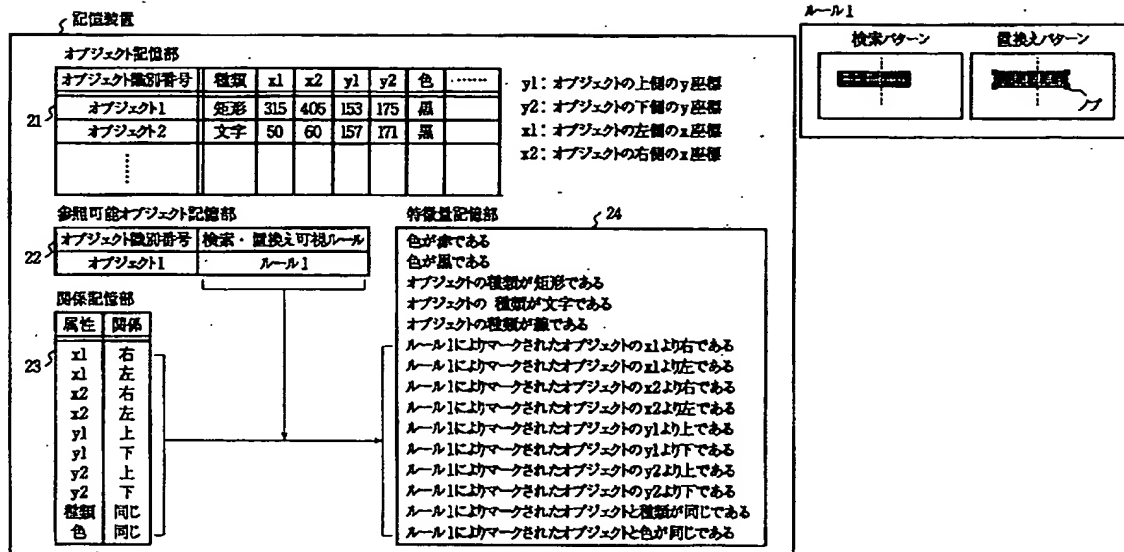 記憶装置
オブジェクト記憶部
オブジェクト識別番号 種類 x1 x2 y1 y2 色 ……
オブジェクト1 矩形 315 405 153 175 黒
オブジェクト2 文字 50 60 157 171 黒
21
y1: オブジェクトの上側のy座標
y2: オブジェクトの下側のy座標
x1: オブジェクトの左側のx座標
x2: オブジェクトの右側のx座標
参照可能オブジェクト記憶部
オブジェクト識別番号 検索・置換え可視ルール
オブジェクト1 ルール1
22
関係記憶部
属性 関係
x1 右
x1 左
x2 右
x2 左
y1 上
y1 下
y2 上
y2 下
種類 同じ
色 同じ
23
特徴量記憶部
24
色が赤である
色が黒である
オブジェクトの種類が矩形である
オブジェクトの 種類が文字である
オブジェクトの種類が線である
ルール1によりマークされたオブジェクトのx1より右である
ルール1によりマークされたオブジェクトのx1より左である
ルール1によりマークされたオブジェクトのx2より右である
ルール1によりマークされたオブジェクトのx2より左である
ルール1によりマークされたオブジェクトのy1より上である
ルール1によりマークされたオブジェクトのy1より下である
ルール1によりマークされたオブジェクトのy2より上である
ルール1によりマークされたオブジェクトのy2より下である
ルール1によりマークされたオブジェクトと種類が同じである
ルール1によりマークされたオブジェクトと色が同じである
ルール1
検索パターン 置換えパターン
ノブ